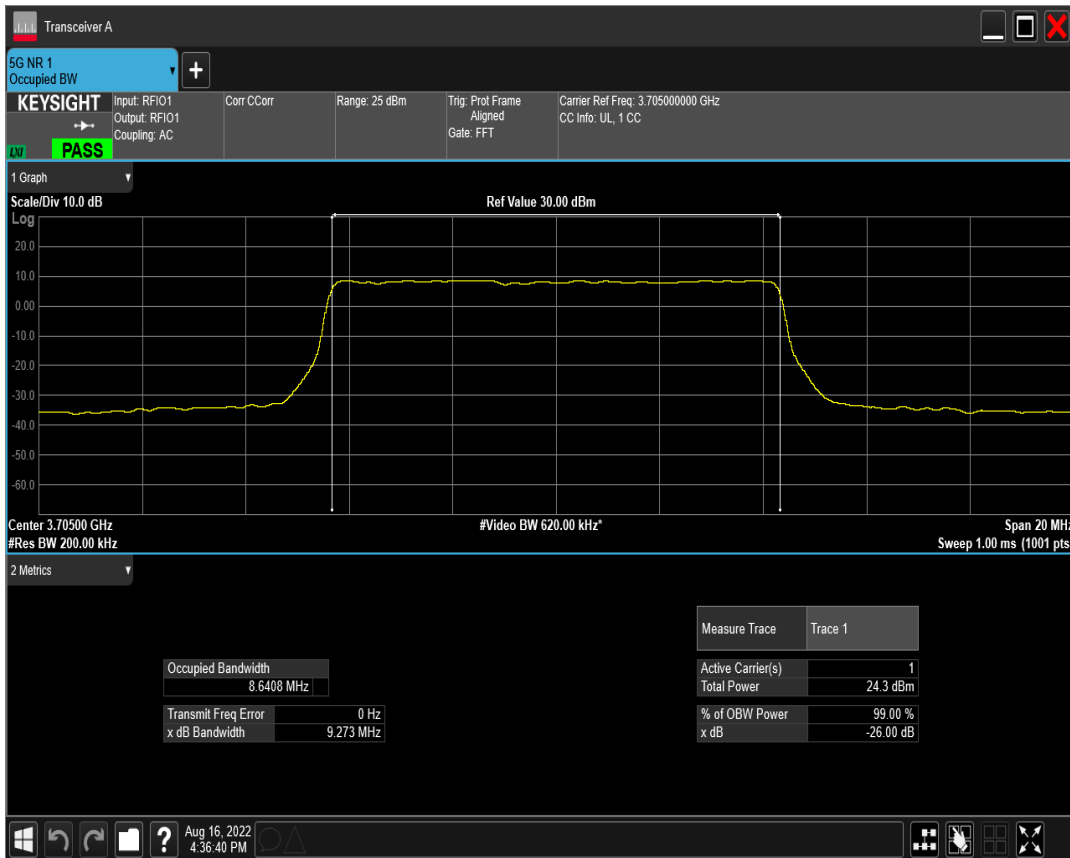 Transceiver A
5G NR 1
Occupied BW
+
KEYSIGHT
Input: RFIO1
Output: RFIO1
Coupling: AC
Corr CCorr
Range: 25 dBm
Trig: Prot Frame
Aligned
Gate: FFT
Carrier Ref Freq: 3.705000000 GHz
CC Info: UL, 1 CC
LXI
PASS
1 Graph
Scale/Div 10.0 dB
Ref Value 30.00 dBm
Log
20.0
10.0
0.00
-10.0
-20.0
-30.0
-40.0
-50.0
-60.0
Center 3.70500 GHz
#Video BW 620.00 kHz*
Span 20 MHz
#Res BW 200.00 kHz
Sweep 1.00 ms (1001 pts
2 Metrics
Measure Trace Trace 1
Occupied Bandwidth
8.6408 MHz
Active Carrier(s) 1
Total Power 24.3 dBm
Transmit Freq Error 0 Hz
x dB Bandwidth 9.273 MHz
% of OBW Power 99.00 %
x dB -26.00 dB
?
Aug 16, 2022
4:36:40 PM